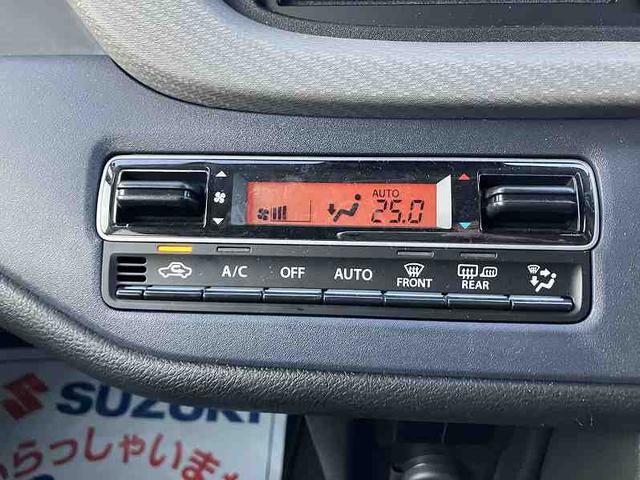 AUTO
25.0
A/C OFF AUTO FRONT REAR
SUZUKI
らっしゃいま